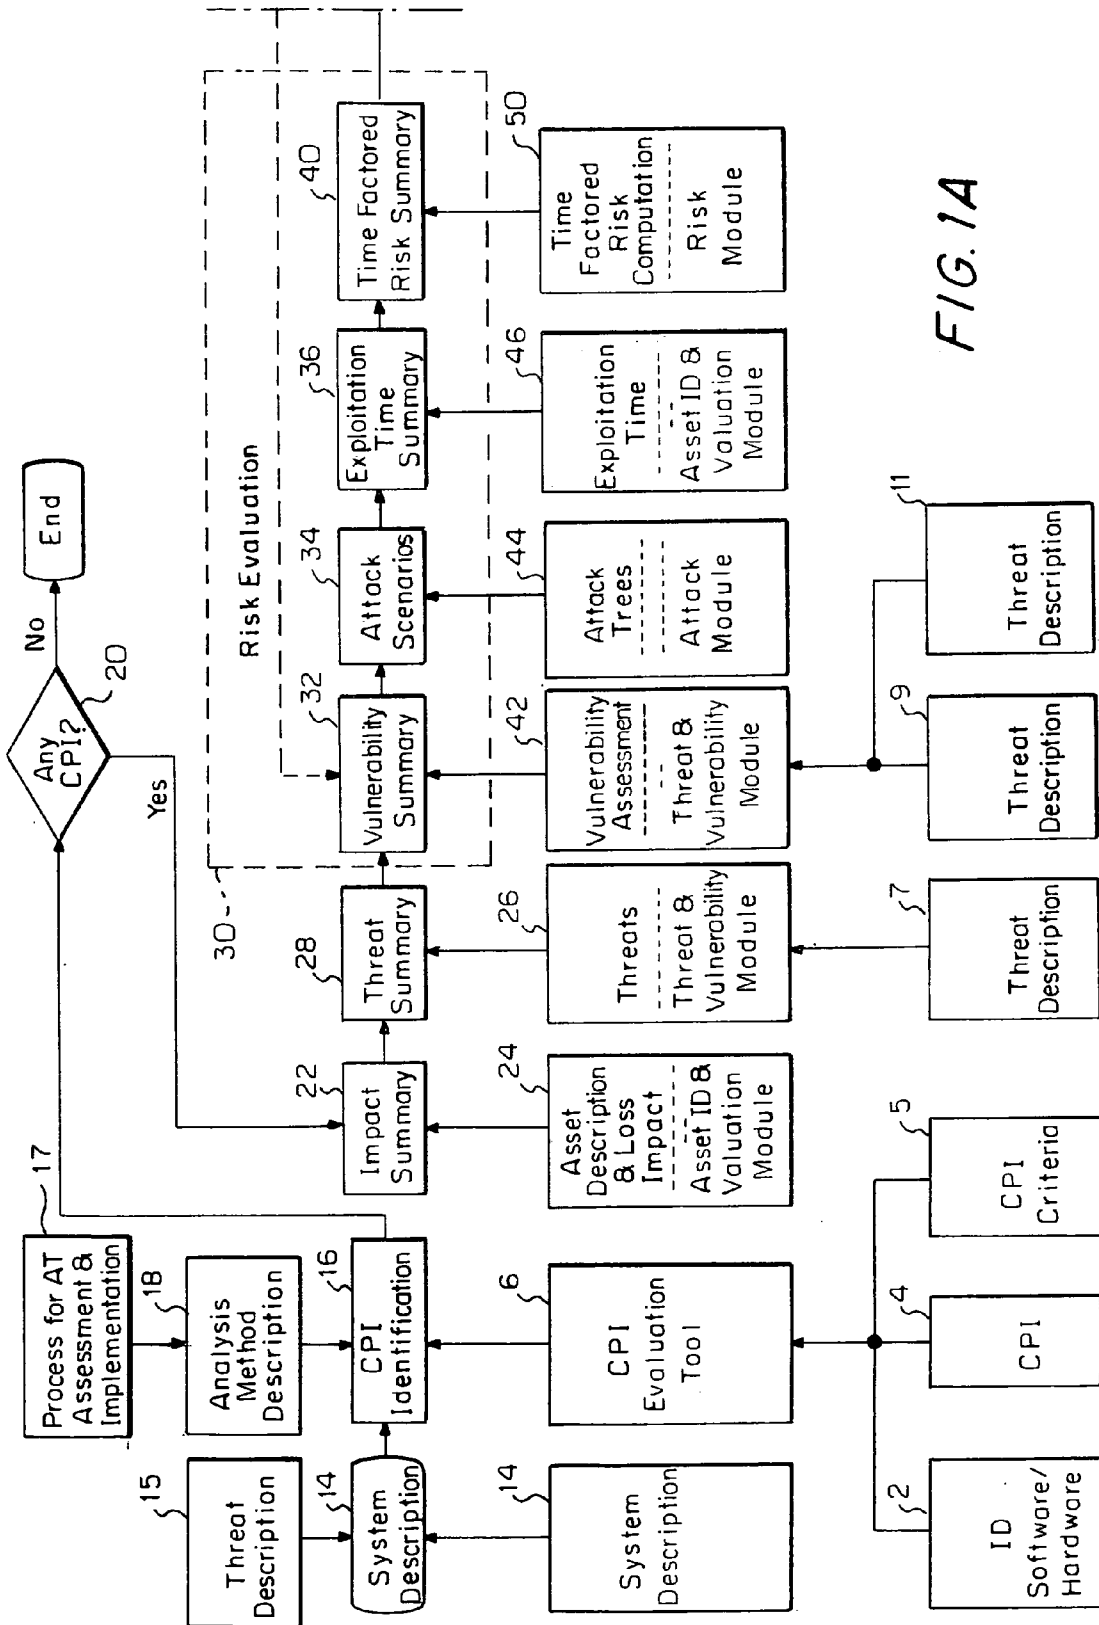 Process for AT
Assessment &
Implementation
17
15
Threat
Description
18
Analysis
Method
Description
Any
CPI?
20
No
End
Yes
14
System
Description
16
CPI
Identification
22
Impact
Summary
28
Threat
Summary
30
Risk Evaluation
32
Vulnerability
Summary
34
Attack
Scenarios
36
Exploitation
Time
Summary
40
Time Factored
Risk Summary
14
System
Description
6
CPI
Evaluation
Tool
24
Asset
Description
& Loss
Impact
Asset ID &
Valuation
Module
26
Threats
Threat &
Vulnerability
Module
42
Vulnerability
Assessment
Threat &
Vulnerability
Module
44
Attack
Trees
Attack
Module
46
Exploitation
Time
Asset ID &
Valuation
Module
50
Time
Factored
Risk
Computation
Risk
Module
2
ID
Software/
Hardware
4
CPI
5
CPI
Criteria
7
Threat
Description
9
Threat
Description
11
Threat
Description
FIG. 1A